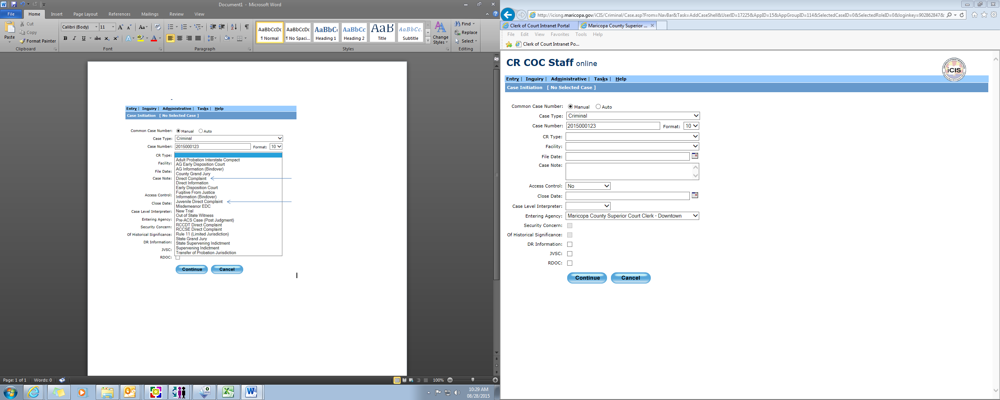 Document1 - Microsoft Word
File Home Insert Page Layout References Mailings Review View
Paste
Cut
Copy
Format Painter
Clipboard
Calibri (Body) 11
Font
Paragraph
AaBbCcDc ¶ Normal
AaBbCcDc ¶ No Spaci...
AaBbC Heading 1
AaBbCc Heading 2
AaB Title
AaBbCc. Subtitle
Change Styles
Styles
Find
Replace
Select
Editing
Entry | Inquiry | Administrative | Tasks | Help
Case Initiation [ No Selected Case ]
Common Case Number: Manual Auto
Case Type: Criminal
Case Number: 2015000123 Format: 10
CR Type:
Facility:
File Date:
Case Note:
Access Control:
Close Date:
Case Level Interpreter:
Entering Agency:
Security Concern:
Of Historical Significance:
DR Information:
JVSC:
RDOC:
Adult Probation Interstate Compact
AG Early Disposition Court
AG Information (Bindover)
County Grand Jury
Direct Complaint
Direct Information
Early Disposition Court
Fugitive From Justice
Information (Bindover)
Juvenile Direct Complaint
Misdemeanor EDC
New Trial
Out of State Witness
Pre-ACS Case (Post Judgment)
RCCDT Direct Complaint
RCCSE Direct Complaint
Rule 11 (Limited Jurisdiction)
State Grand Jury
State Supervening Indictment
Supervening Indictment
Transfer of Probation Jurisdiction
Continue Cancel
Page: 1 of 1 Words: 0 100%
10:29 AM
08/28/2015
http://icisng.maricopa.gov/iCIS/Criminal/Case.asp?From=NavBar&Task=AddCaseShell&UserID=17225&AppID=15&AppGroupID=114&SelectedCaseID=0&SelectedRoleID=0&loginkey=902862847&
Clerk of Court Intranet Portal Maricopa County Superior ...
File Edit View Favorites Tools Help
Clerk of Court Intranet Po...
CR COC Staff online
iCIS
Entry | Inquiry | Administrative | Tasks | Help
Case Initiation [ No Selected Case ]
Common Case Number: Manual Auto
Case Type: Criminal
Case Number: 2015000123 Format: 10
CR Type:
Facility:
File Date:
Case Note:
Access Control: No
Close Date:
Case Level Interpreter:
Entering Agency: Maricopa County Superior Court Clerk - Downtown
Security Concern:
Of Historical Significance:
DR Information:
JVSC:
RDOC:
Continue Cancel